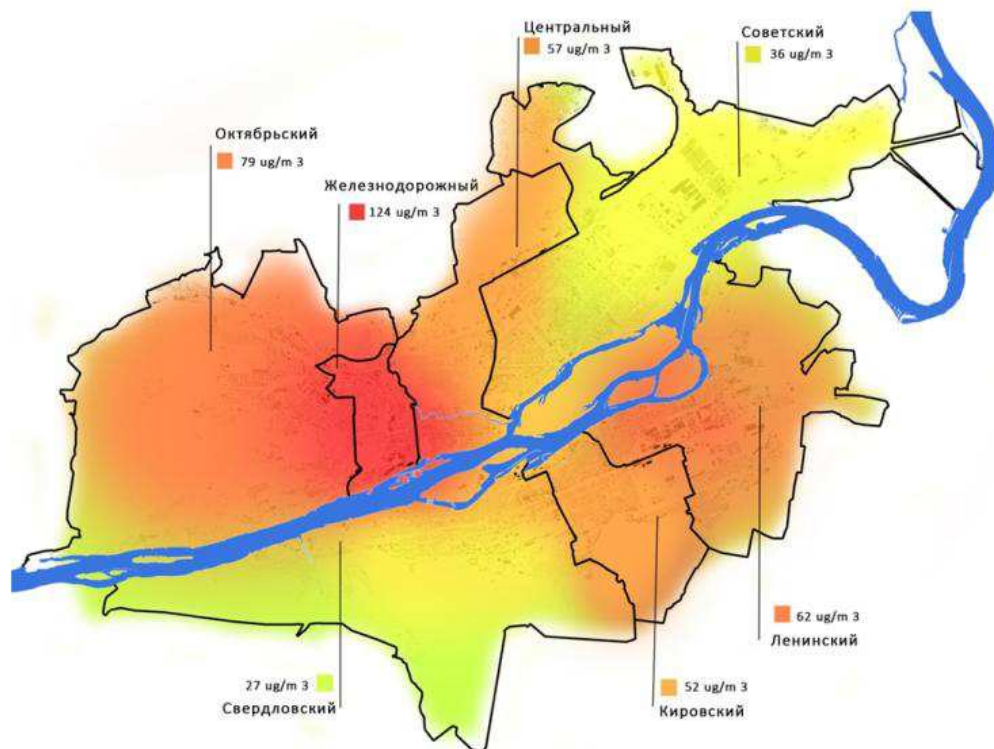 Центральный
57 ug/m 3
Советский
36 ug/m 3
Октябрьский
79 ug/m 3
Железнодорожный
124 ug/m 3
62 ug/m 3
Ленинский
27 ug/m 3
Свердловский
52 ug/m 3
Кировский